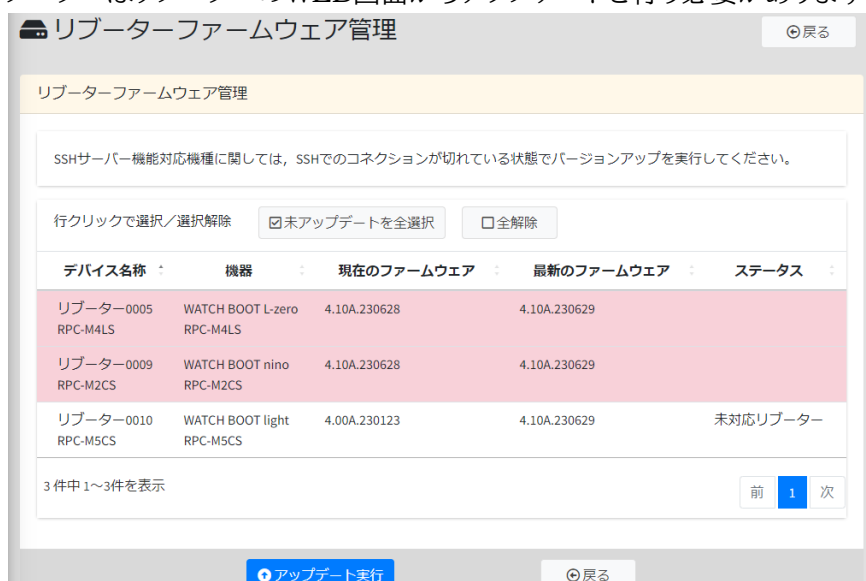 リブーターファームウェア管理
戻る
リブーターファームウェア管理
SSHサーバー機能対応機種に関しては，SSHでのコネクションが切れている状態でバージョンアップを実行してください。
行クリックで選択／選択解除 未アップデートを全選択 全解除
デバイス名称 機器 現在のファームウェア 最新のファームウェア ステータス
リブーター0005 WATCH BOOT L-zero 4.10A.230628 4.10A.230629
RPC-M4LS RPC-M4LS
リブーター0009 WATCH BOOT nino 4.10A.230628 4.10A.230629
RPC-M2CS RPC-M2CS
リブーター0010 WATCH BOOT light 4.00A.230123 4.10A.230629 未対応リブーター
RPC-M5CS RPC-M5CS
3 件中 1～3件を表示
前 1 次
アップデート実行 戻る